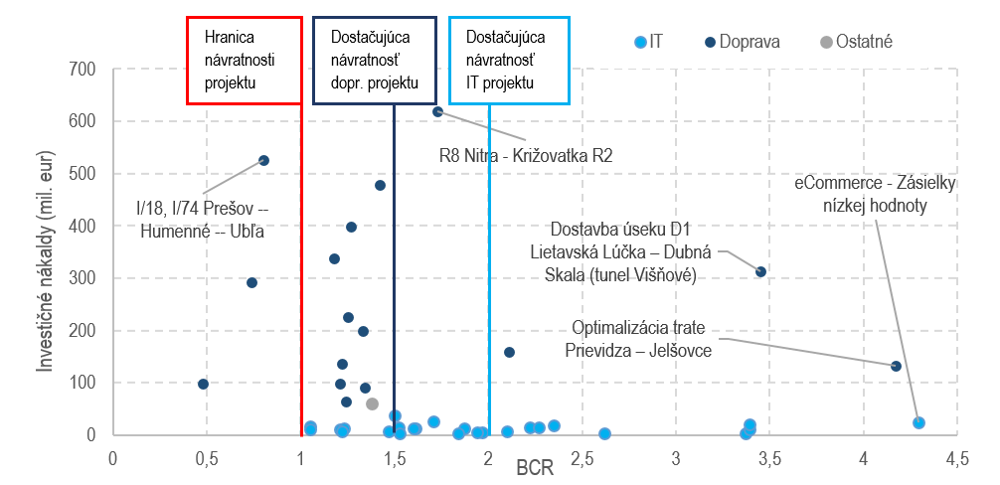 Hranica
návratnosti
projektu
Dostačujúca
návratnosť
dopr. projektu
Dostačujúca
návratnosť
IT projektu
IT
Doprava
Ostatné
Investičné nákaldy (mil. eur)
700
600
500
400
300
200
100
0
R8 Nitra - Križovatka R2
I/18, I/74 Prešov --
Humenné -- Ubľa
eCommerce - Zásielky
nízkej hodnoty
Dostavba úseku D1
Lietavská Lúčka – Dubná
Skala (tunel Višňové)
Optimalizácia trate
Prievidza – Jelšovce
0
0,5
1
1,5
2
2,5
3
3,5
4
4,5
BCR